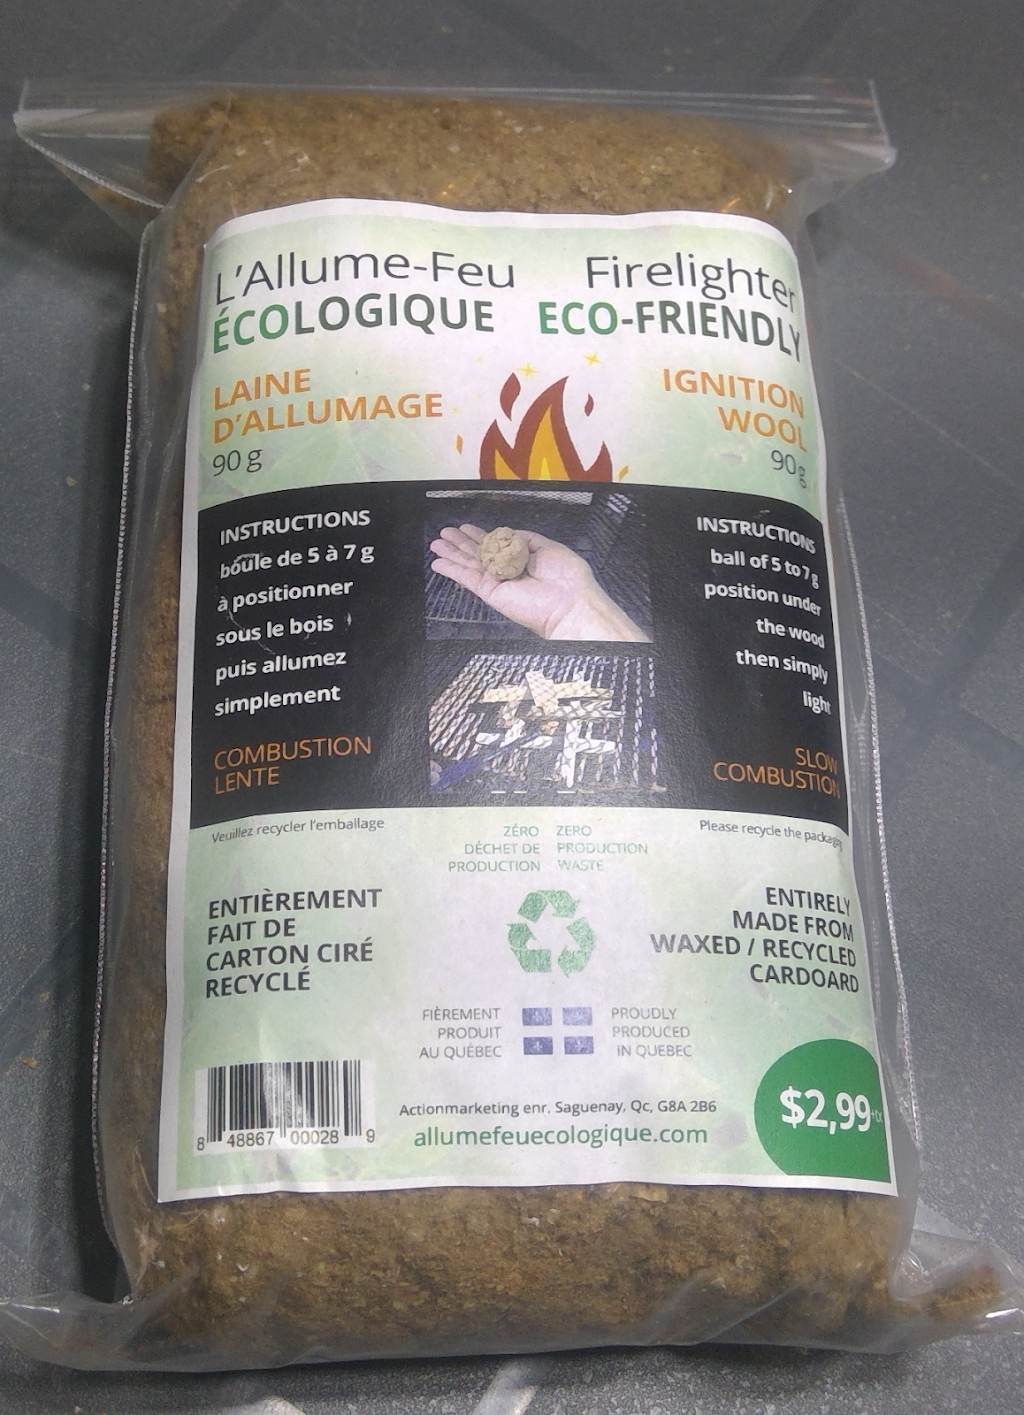 L'Allume-Feu
ÉCOLOGIQUE
Firelighter
ECO-FRIENDLY
LAINE
D'ALLUMAGE
90 g
IGNITION
WOOL
90 g
INSTRUCTIONS
boule de 5 à 7 g
à positionner
sous le bois
puis allumez
simplement
COMBUSTION
LENTE
INSTRUCTIONS
ball of 5 to 7 g
position under
the wood
then simply
light
SLOW
COMBUSTION
Veuillez recycler l'emballage
ZÉRO
DÉCHET DE
PRODUCTION
ZERO
PRODUCTION
WASTE
Please recycle the packaging
ENTIÈREMENT
FAIT DE
CARTON CIRÉ
RECYCLÉ
ENTIRELY
MADE FROM
WAXED / RECYCLED
CARDOARD
FIÈREMENT
PRODUIT
AU QUÉBEC
PROUDLY
PRODUCED
IN QUEBEC
8 48867 00028 9
Actionmarketing enr. Saguenay, Qc, G8A 2B6
allumefeuecologique.com
$2,99+tx